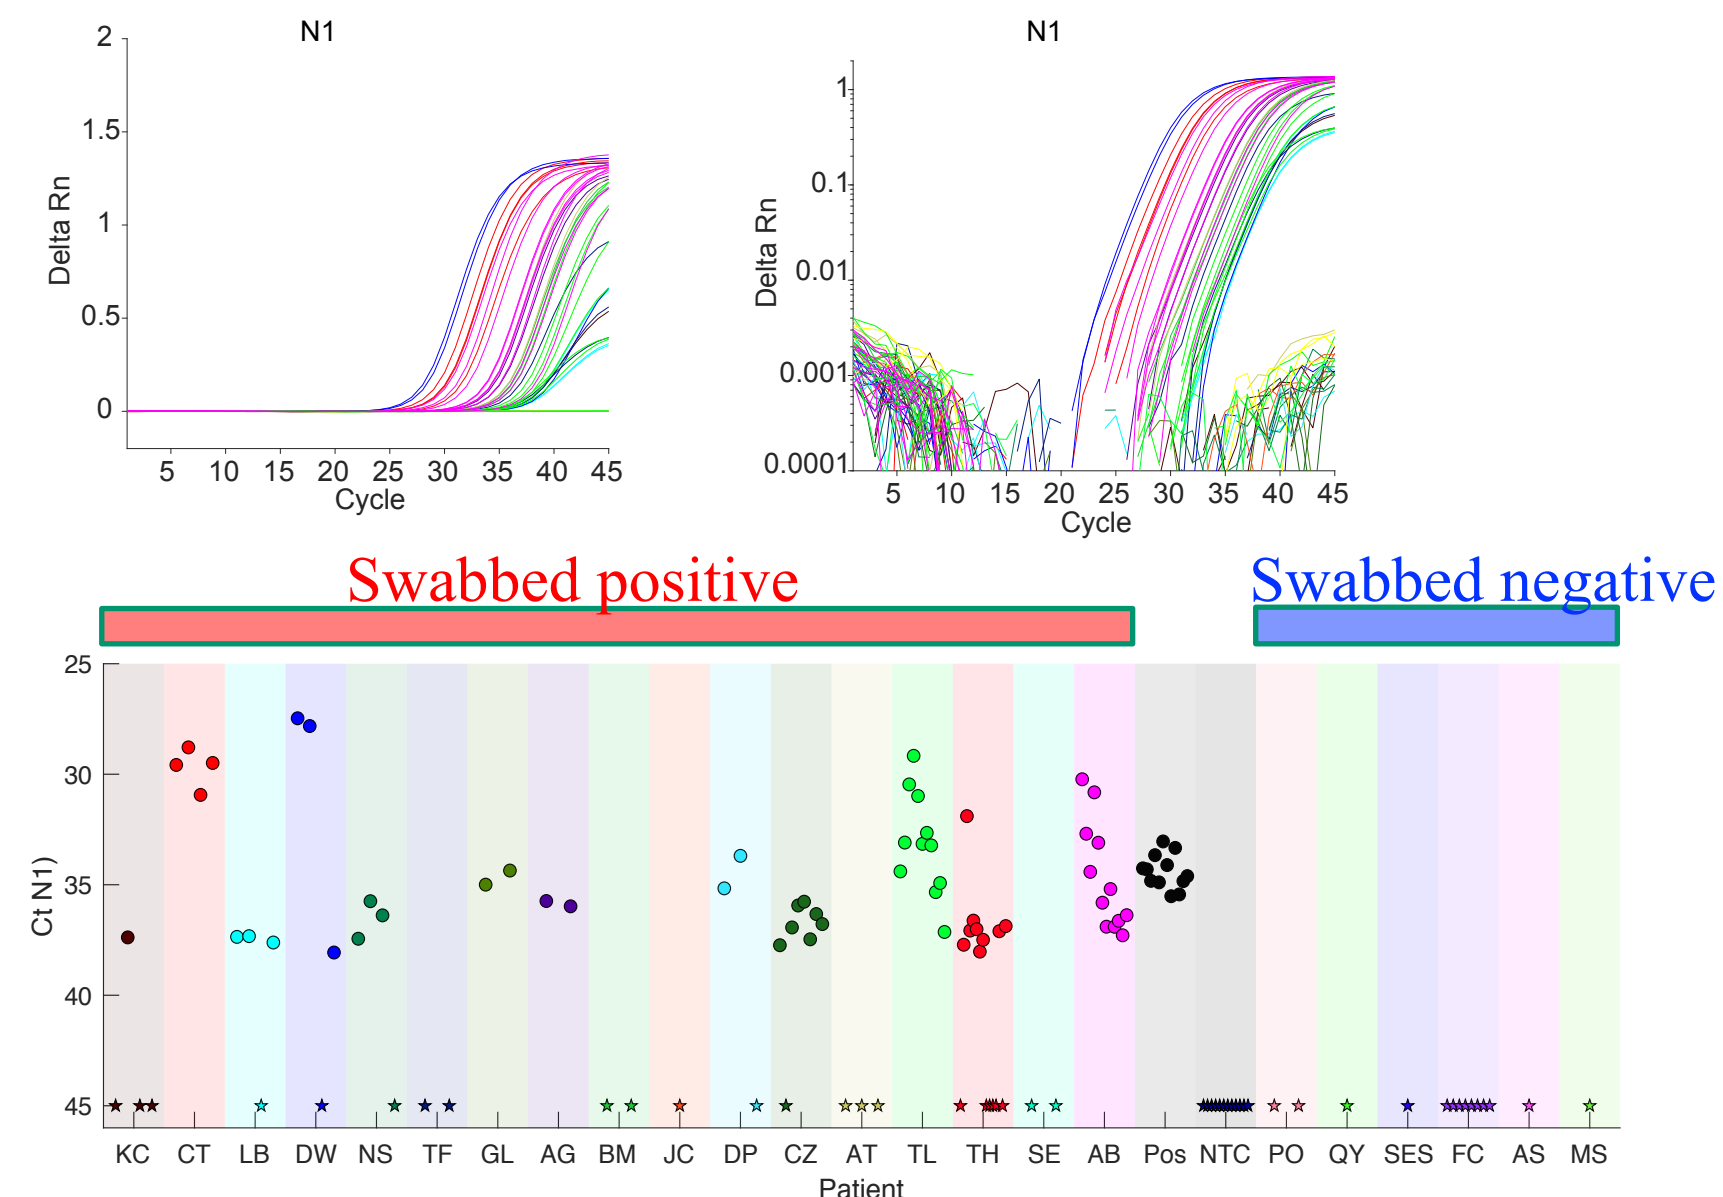 N1
2
1.5
1
0.5
0
Delta Rn
5 10 15 20 25 30 35 40 45
Cycle
N1
1
0.1
0.01
0.001
0.0001
Delta Rn
5 10 15 20 25 30 35 40 45
Cycle
Swabbed positive
Swabbed negative
25
30
35
40
45
Ct N1)
KC CT LB DW NS TF GL AG BM JC DP CZ AT TL TH SE AB Pos NTC PO QY SES FC AS MS
Patient